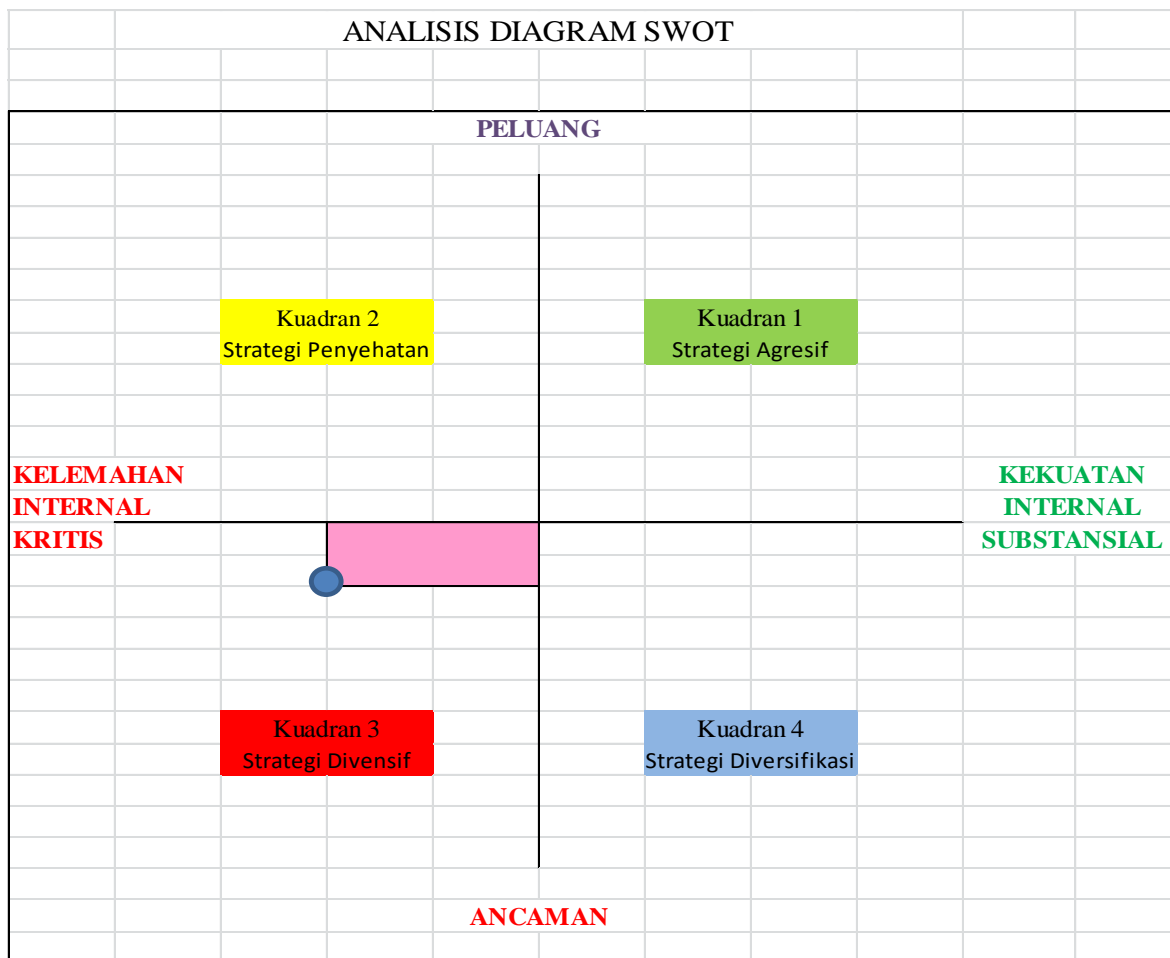 ANALISIS DIAGRAM SWOT
PELUANG
Kuadran 2
Strategi Penyehatan
Kuadran 1
Strategi Agresif
KELEMAHAN
INTERNAL
KRITIS
KEKUATAN
INTERNAL
SUBSTANSIAL
Kuadran 3
Strategi Divensif
Kuadran 4
Strategi Diversifikasi
ANCAMAN